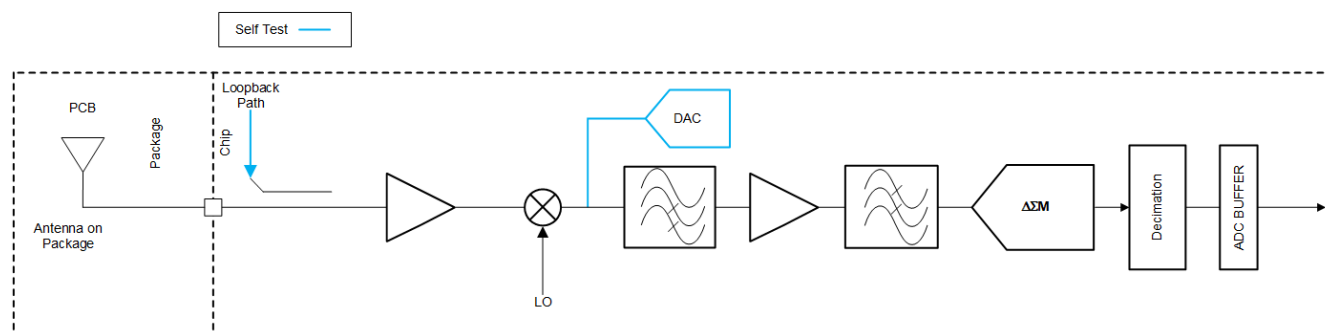 Self Test
Loopback
Path
PCB
Package
Chip
DAC
Antenna on
Package
LO
ΔΣM
Decimation
ADC BUFFER